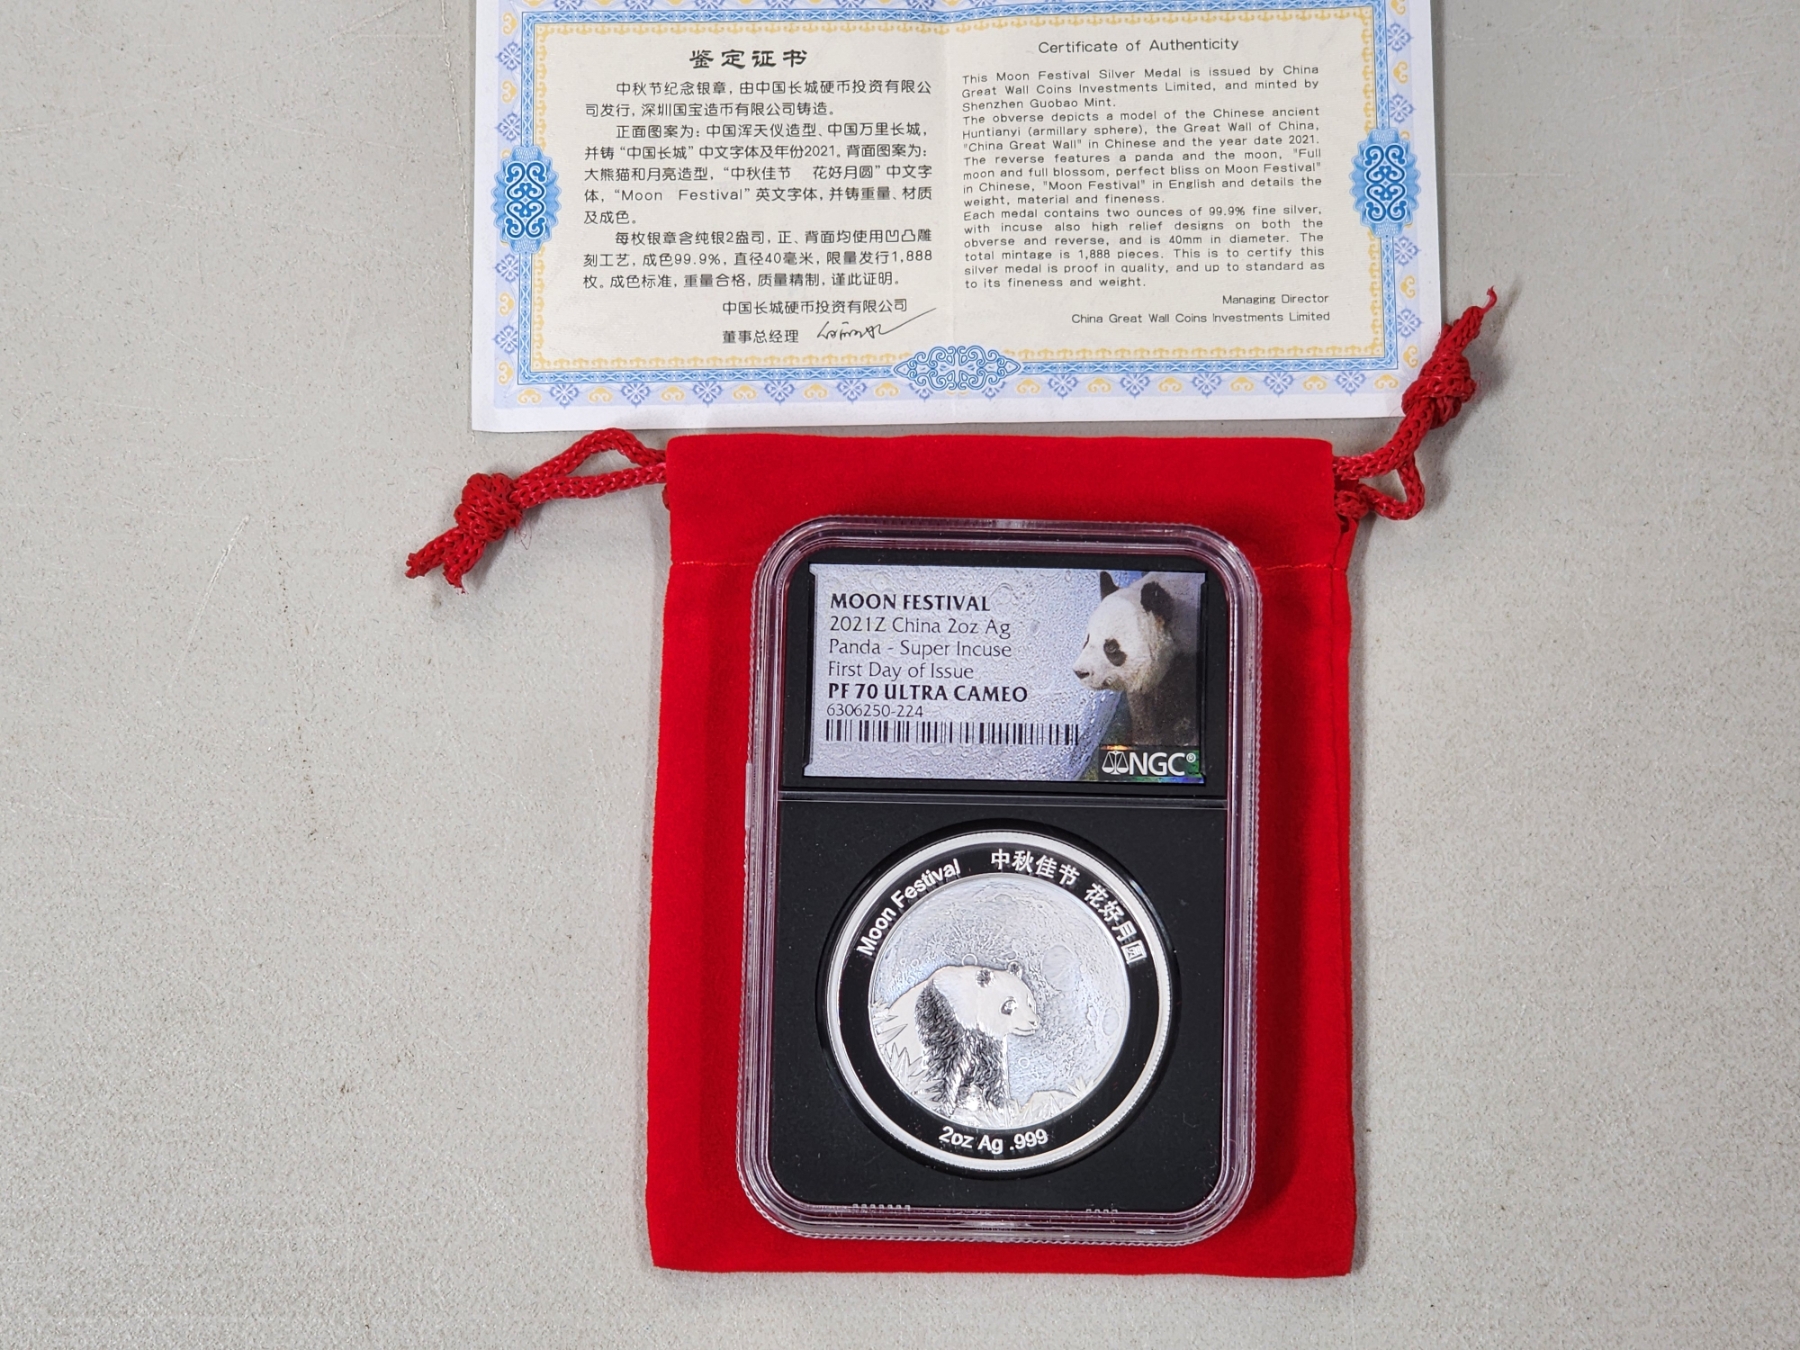 鉴定证书
中秋节纪念银章，由中国长城硬币投资有限公
司发行，深圳国宝造币有限公司铸造。
正面图案为：中国浑天仪造型、中国万里长城，
并铸“中国长城”中文字体及年份2021。背面图案为：
大熊猫和月亮造型，“中秋佳节 花好月圆”中文字
体，“Moon Festival”英文字体，并铸重量、材质
及成色。
每枚银章含纯银2盎司，正、背面均使用凹凸雕
刻工艺，成色99.9%，直径40毫米，限量发行1,888
枚。成色标准，重量合格，质量精制，谨此证明。
中国长城硬币投资有限公司
董事总经理
Certificate of Authenticity
This Moon Festival Silver Medal is issued by China
Great Wall Coins Investments Limited, and minted by
Shenzhen Guobao Mint.
The obverse depicts a model of the Chinese ancient
Huntianyi (armillary sphere), the Great Wall of China,
"China Great Wall" in Chinese and the year date 2021.
The reverse features a panda and the moon, "Full
moon and full blossom, perfect bliss on Moon Festival"
in Chinese, "Moon Festival" in English and details the
weight, material and fineness.
Each medal contains two ounces of 99.9% fine silver,
with incuse also high relief designs on both the
obverse and reverse, and is 40mm in diameter. The
total mintage is 1,888 pieces. This is to certify this
silver medal is proof in quality, and up to standard as
to its fineness and weight.
Managing Director
China Great Wall Coins Investments Limited
MOON FESTIVAL
2021Z China 2oz Ag
Panda - Super Incuse
First Day of Issue
PF 70 ULTRA CAMEO
6306250-224
NGC®
Moon Festival 中秋佳节 花好月圆
2oz Ag .999